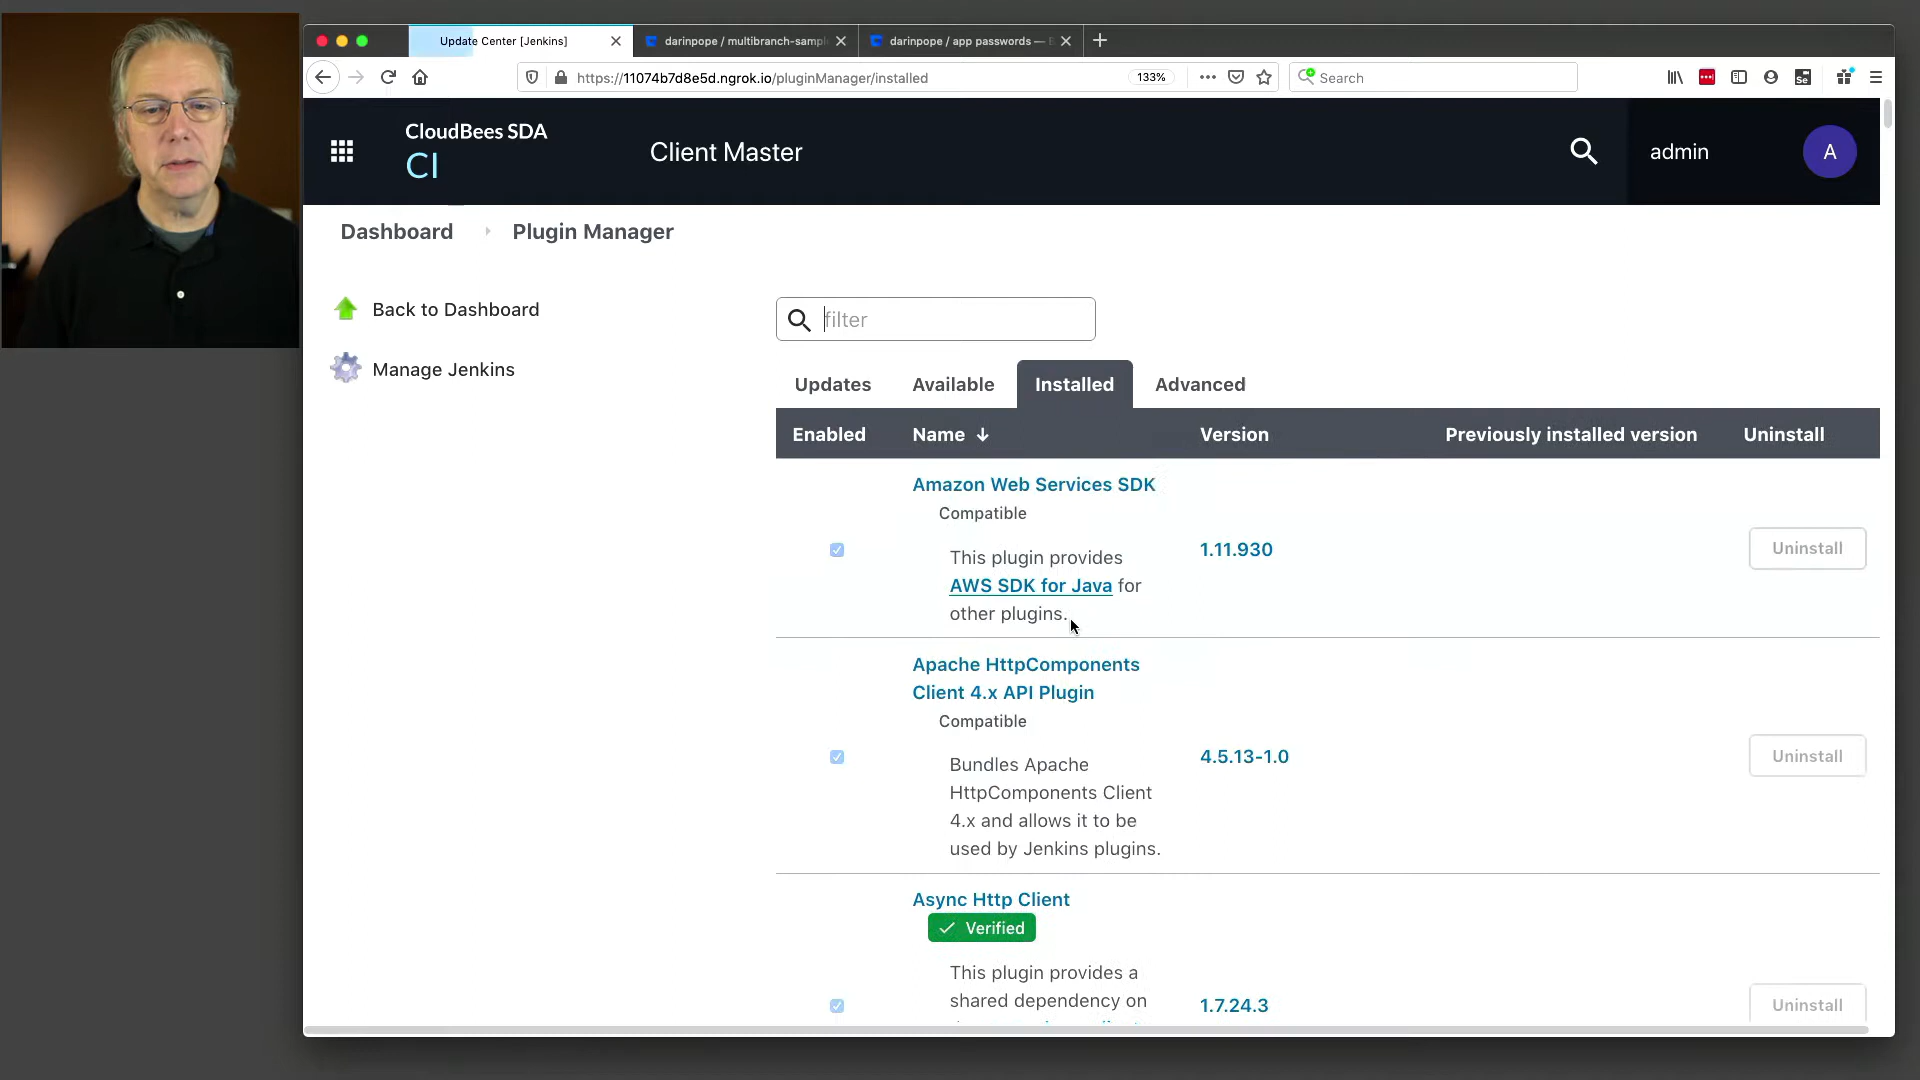 Update Center [Jenkins]
darinpope / multibranch-sampl
darinpope / app passwords — B
https://11074b7d8e5d.ngrok.io/pluginManager/installed
133%
Search
CloudBees SDA
CI
Client Master
admin
A
Dashboard
Plugin Manager
Back to Dashboard
Manage Jenkins
filter
Updates
Available
Installed
Advanced
Enabled
Name ↓
Version
Previously installed version
Uninstall
Amazon Web Services SDK
Compatible
This plugin provides
AWS SDK for Java for
other plugins.
1.11.930
Uninstall
Apache HttpComponents
Client 4.x API Plugin
Compatible
Bundles Apache
HttpComponents Client
4.x and allows it to be
used by Jenkins plugins.
4.5.13-1.0
Uninstall
Async Http Client
Verified
This plugin provides a
shared dependency on
1.7.24.3
Uninstall